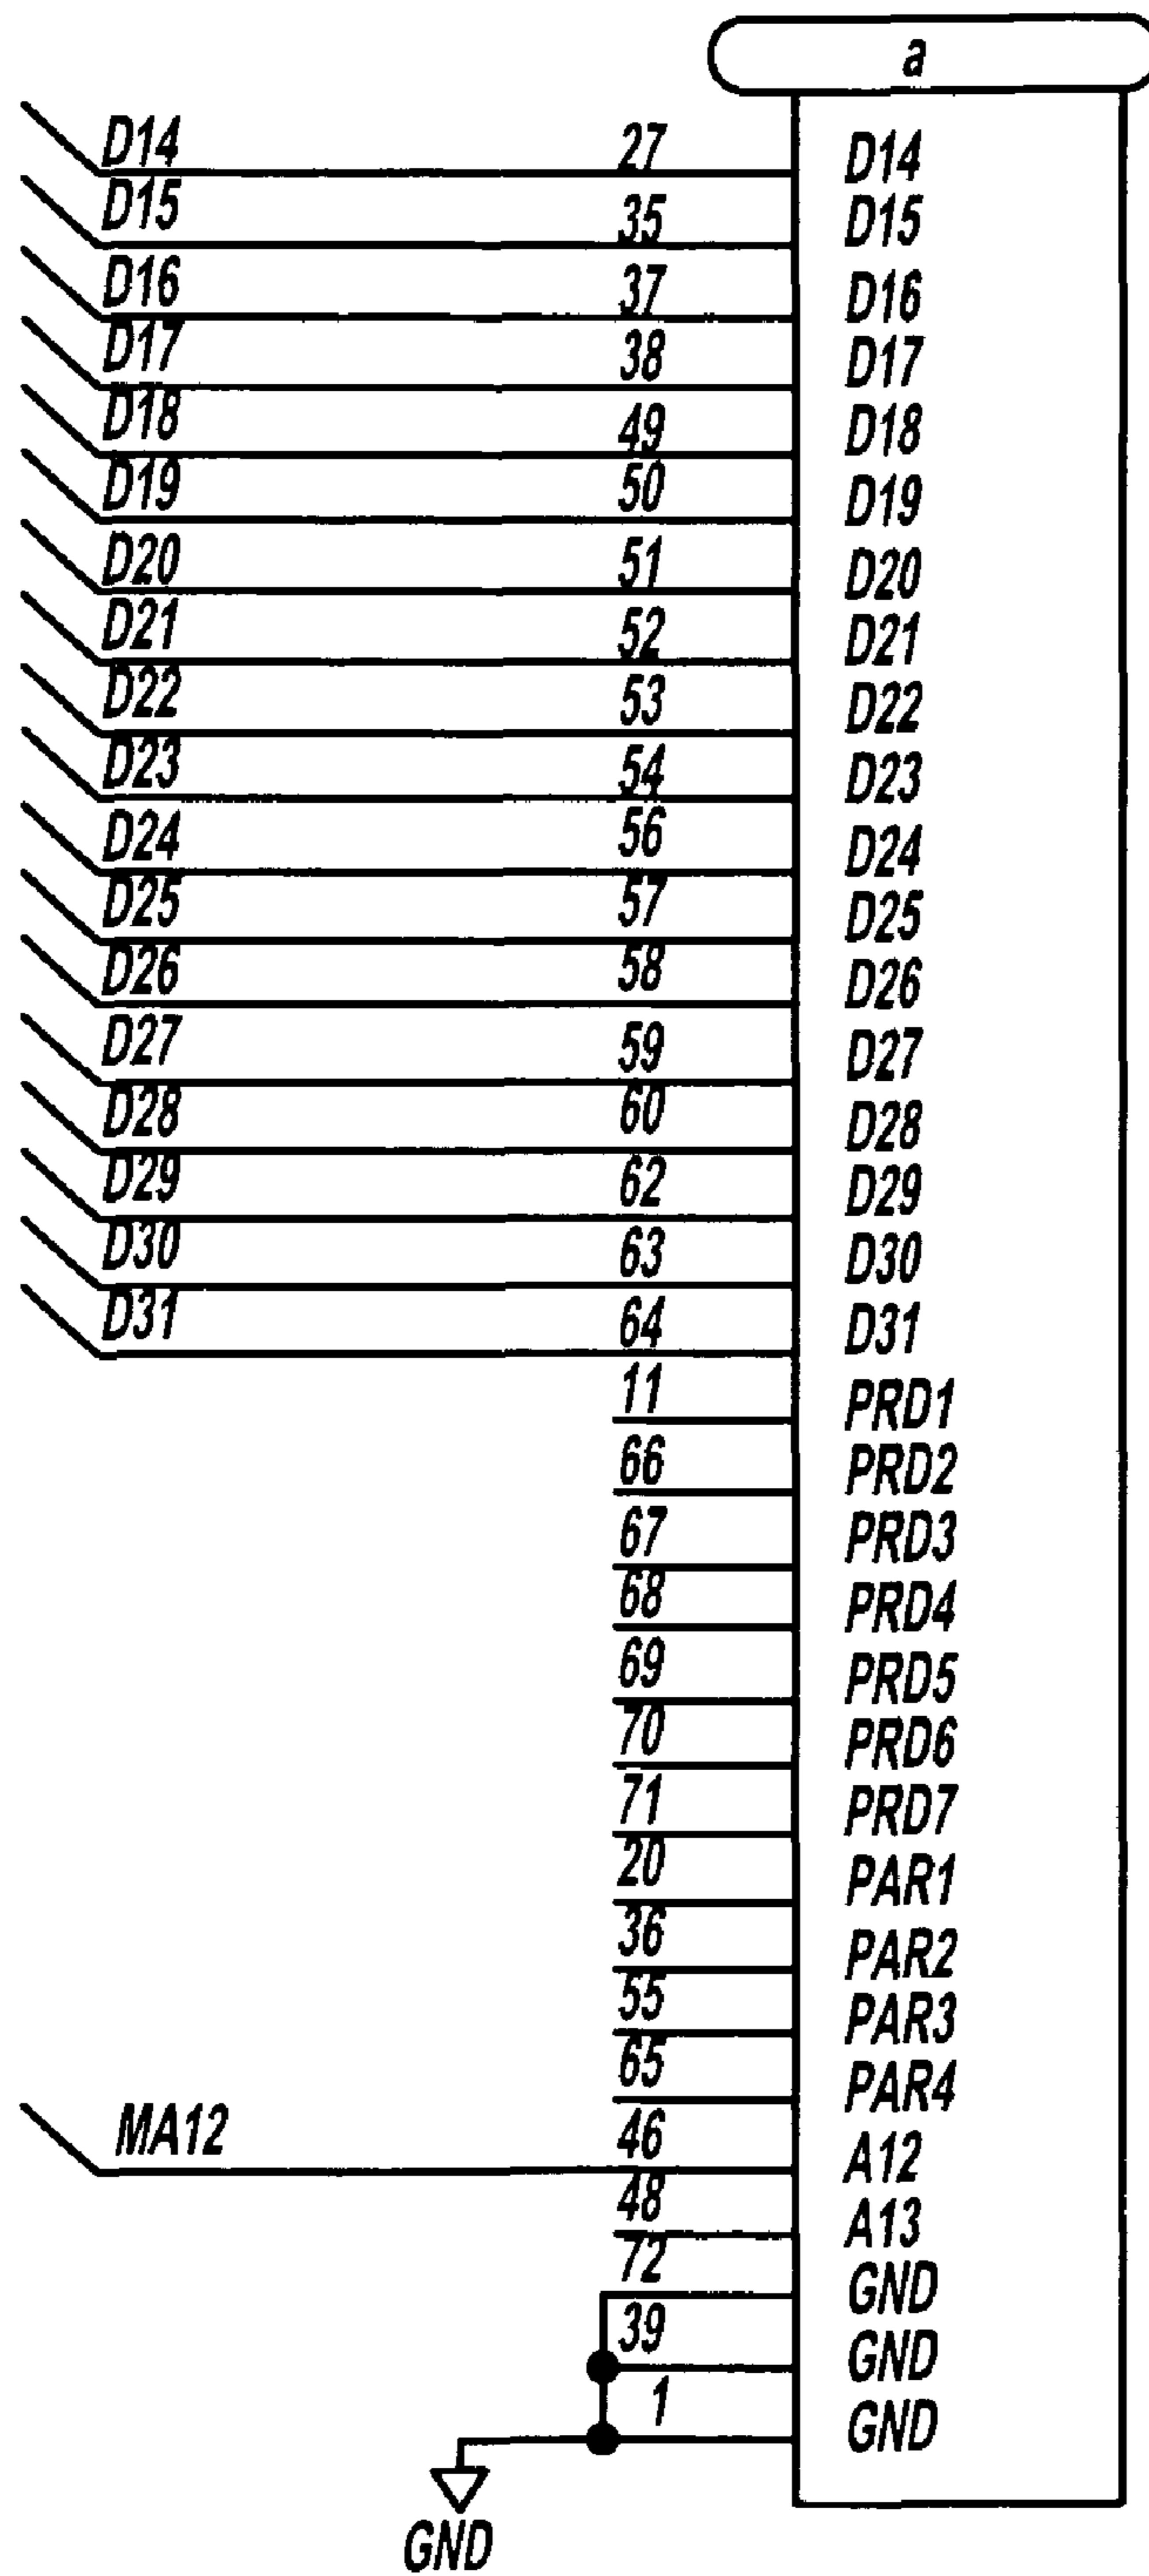 a
D14 27 D14
D15 35 D15
D16 37 D16
D17 38 D17
D18 49 D18
D19 50 D19
D20 51 D20
D21 52 D21
D22 53 D22
D23 54 D23
D24 56 D24
D25 57 D25
D26 58 D26
D27 59 D27
D28 60 D28
D29 62 D29
D30 63 D30
D31 64 D31
11 PRD1
66 PRD2
67 PRD3
68 PRD4
69 PRD5
70 PRD6
71 PRD7
20 PAR1
36 PAR2
55 PAR3
65 PAR4
MA12 46 A12
48 A13
72 GND
39 GND
1 GND
GND